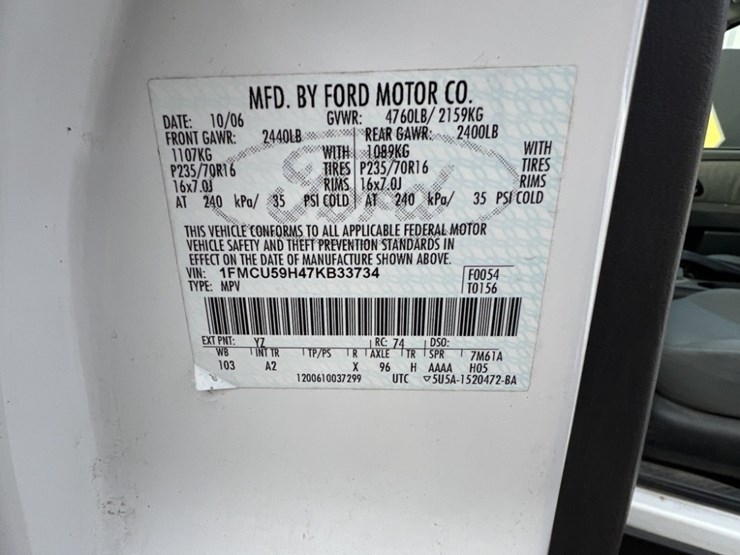 MFD. BY FORD MOTOR CO.
DATE: 10/06 GVWR: 4760LB/ 2159KG
FRONT GAWR: 2440LB REAR GAWR: 2400LB
1107KG WITH 1089KG WITH
P235/70R16 TIRES P235/70R16 TIRES
16x7.0J RIMS 16x7.0J RIMS
AT 240 kPa/ 35 PSI COLD AT 240 kPa/ 35 PSI COLD
Ford
THIS VEHICLE CONFORMS TO ALL APPLICABLE FEDERAL MOTOR
VEHICLE SAFETY AND THEFT PREVENTION STANDARDS IN
EFFECT ON THE DATE OF MANUFACTURE SHOWN ABOVE.
VIN: 1FMCU59H47KB33734 F0054
TYPE: MPV T0156
EXT PNT: YZ RC: 74 DSO:
WB INT TR TP/PS R AXLE TR SPR 7M61A
103 A2 X 96 H AAAA H05
1200610037299 UTC ▽5U5A-1520472-BA